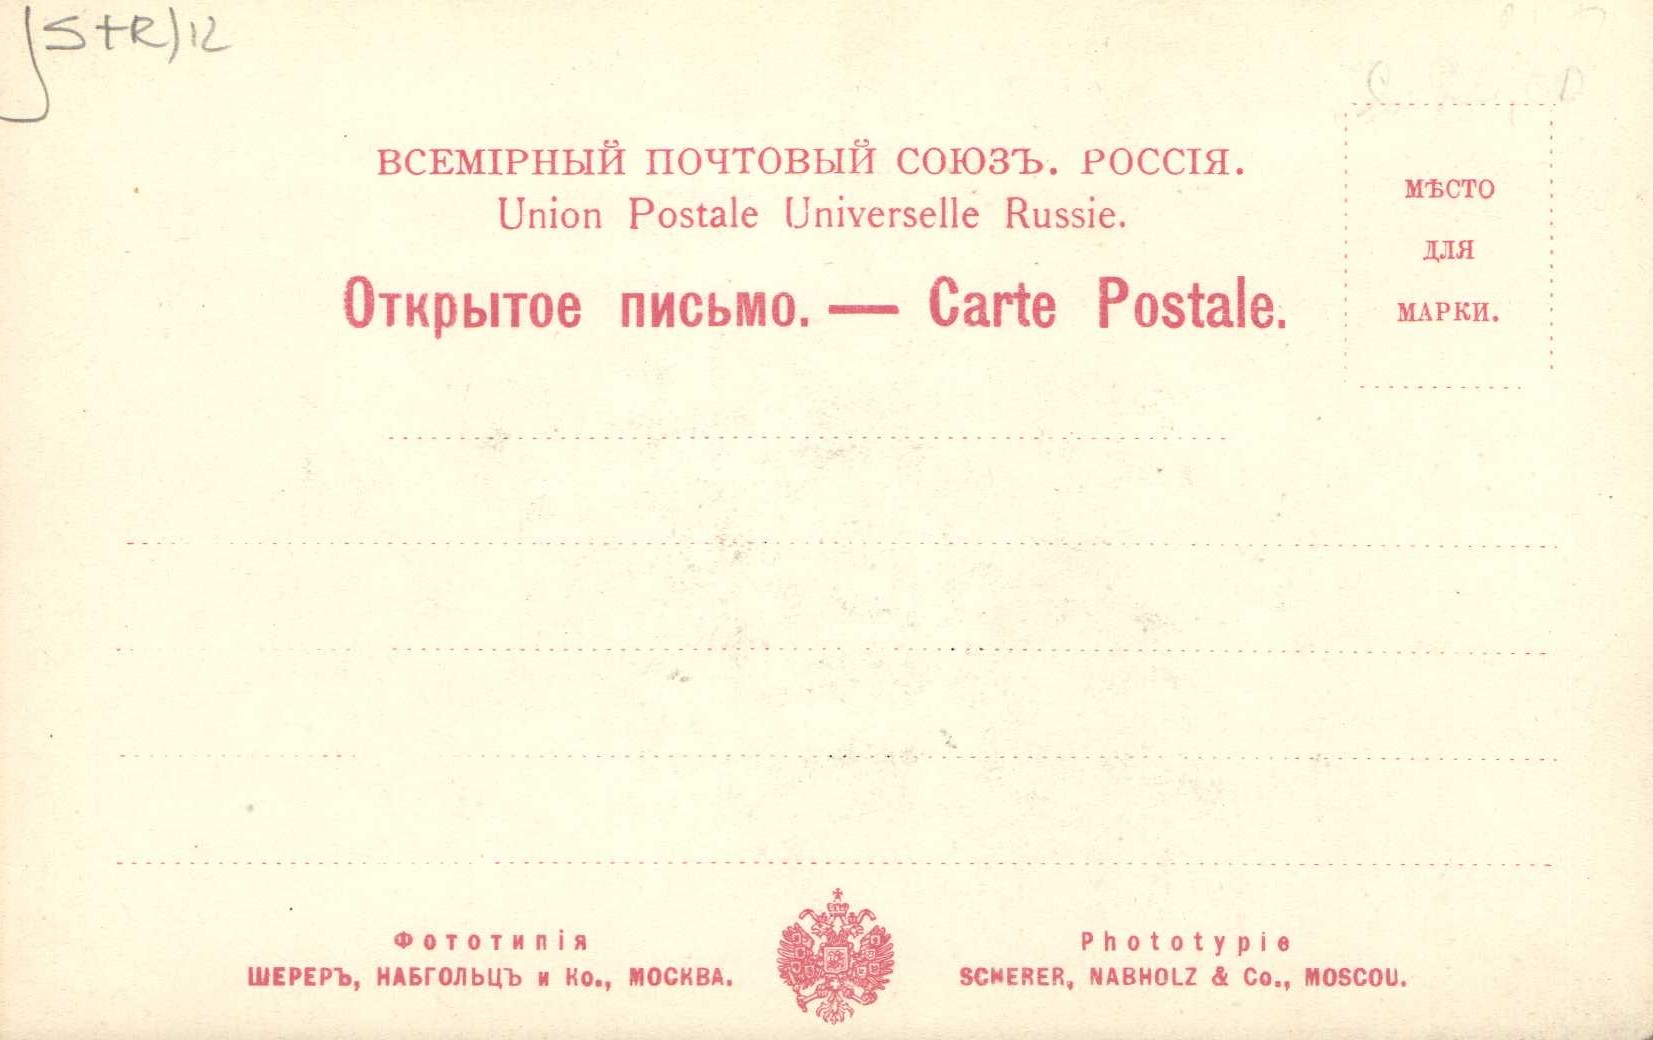 (S+R)12
ВСЕМІРНЫЙ ПОЧТОВЫЙ СОЮЗЪ. РОССІЯ.
Union Postale Universelle Russie.
Открытое письмо. — Carte Postale.
МѢСТО
ДЛЯ
МАРКИ.
Фототипія
ШЕРЕРЪ, НАБГОЛЬЦЪ и Ко., МОСКВА.
Phototypie
SCHERER, NABHOLZ & Co., MOSCOU.